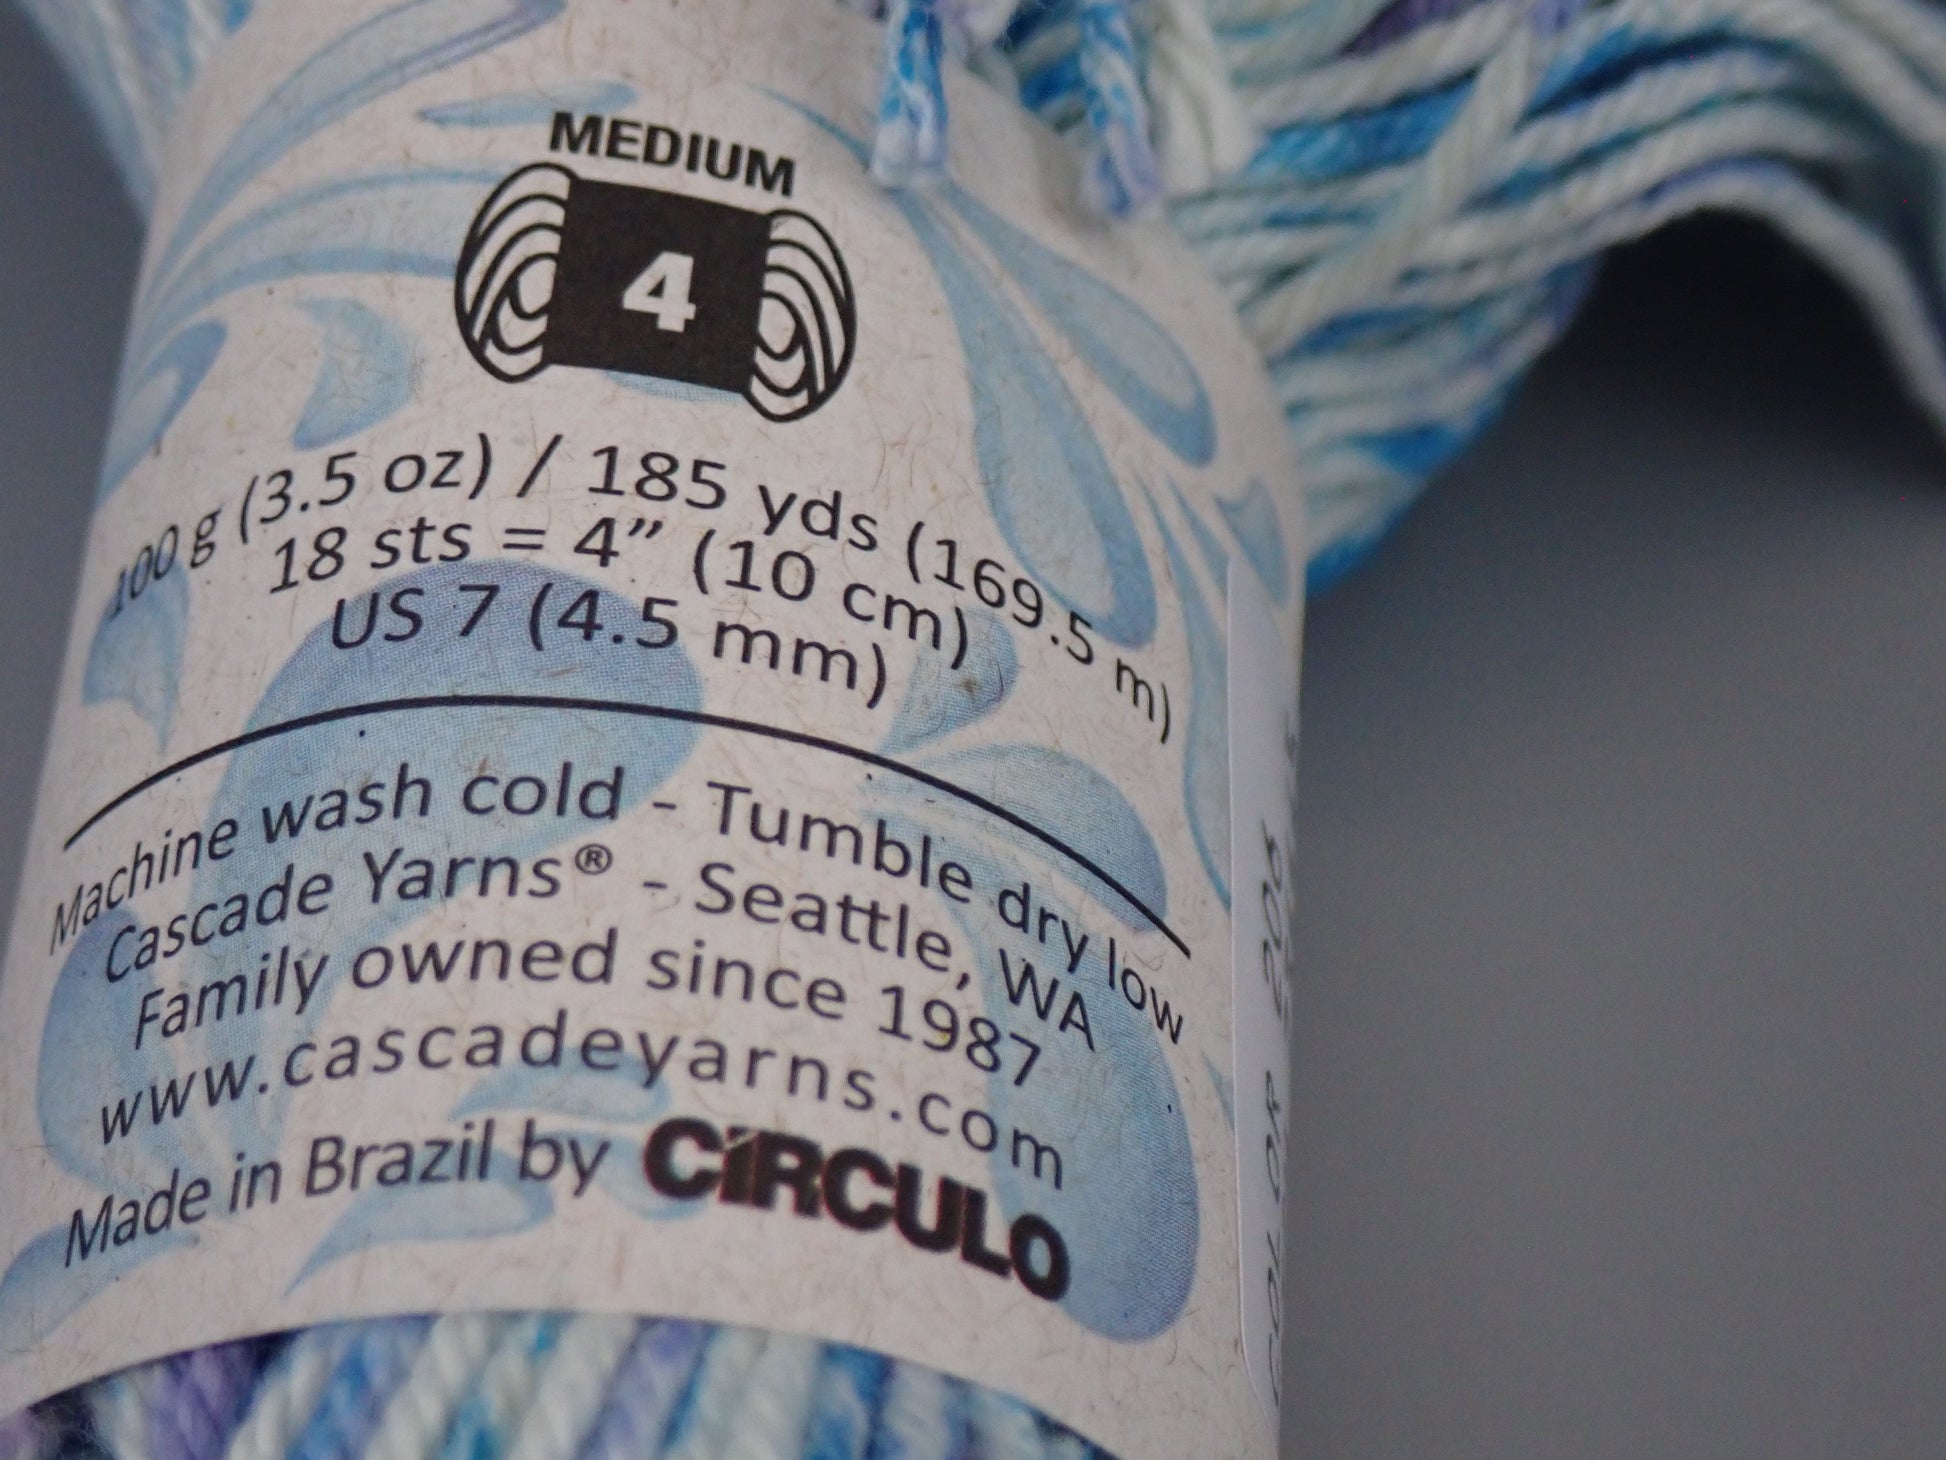 MEDIUM
4
100 g (3.5 oz) / 185 yds (169.5 m)
18 sts = 4” (10 cm)
US 7 (4.5 mm)
Machine wash cold - Tumble dry low
Cascade Yarns® - Seattle, WA
Family owned since 1987
www.cascadeyarns.com
Made in Brazil by CÍRCULO